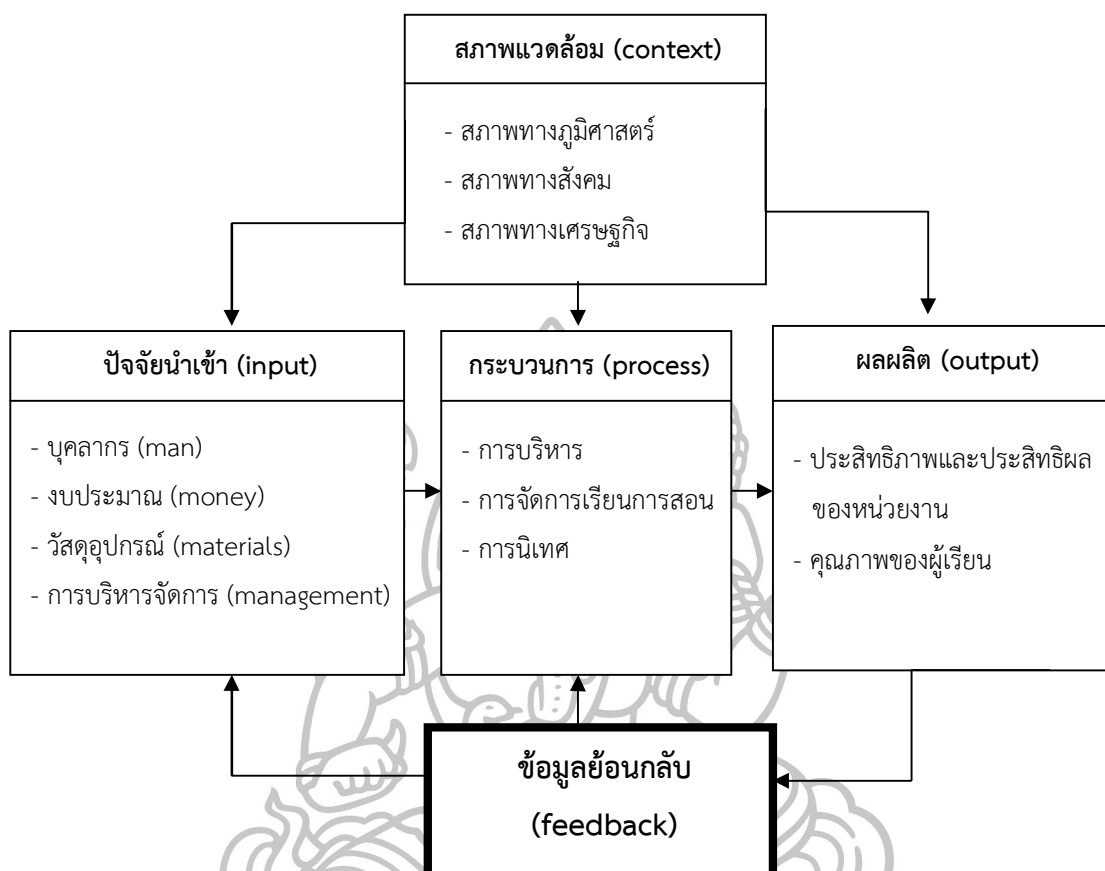 สภาพแวดล้อม (context)
- สภาพทางภูมิศาสตร์
- สภาพทางสังคม
- สภาพทางเศรษฐกิจ
ปัจจัยนำเข้า (input)
- บุคลากร (man)
- งบประมาณ (money)
- วัสดุอุปกรณ์ (materials)
- การบริหารจัดการ (management)
กระบวนการ (process)
- การบริหาร
- การจัดการเรียนการสอน
- การนิเทศ
ผลผลิต (output)
- ประสิทธิภาพและประสิทธิผล
ของหน่วยงาน
- คุณภาพของผู้เรียน
ข้อมูลย้อนกลับ
(feedback)